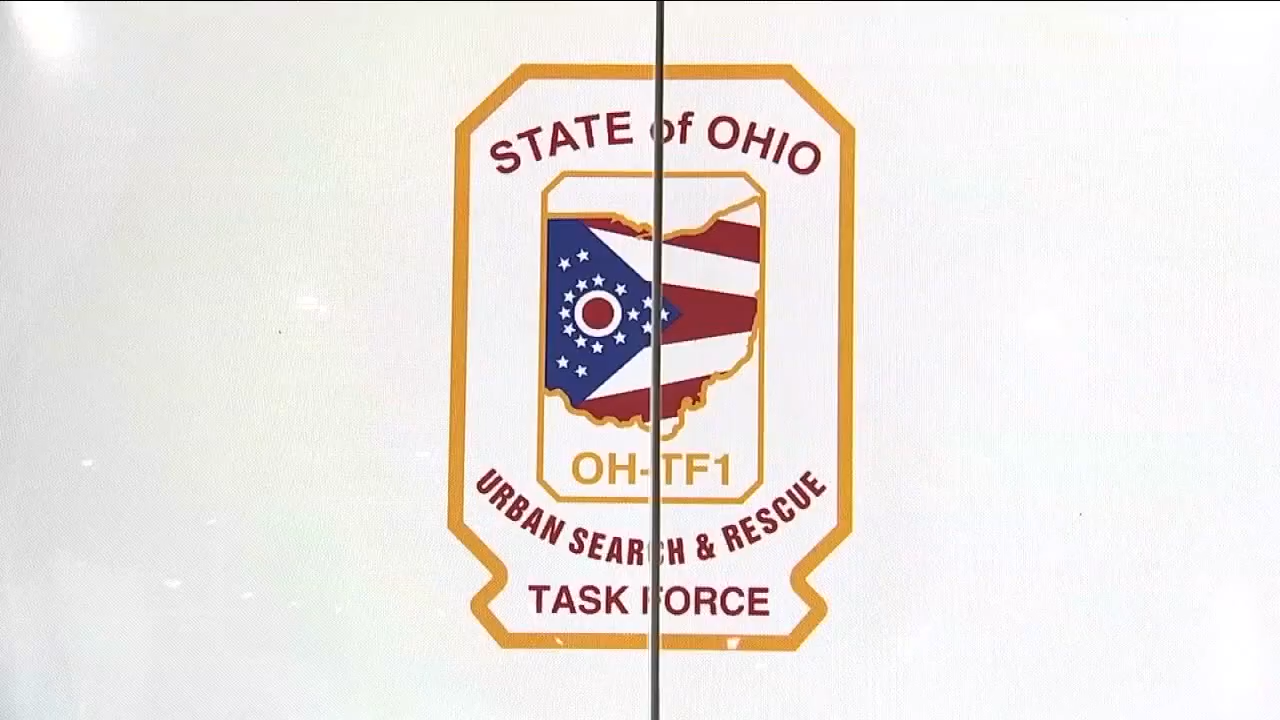 STATE of OHIO
OH-TF1
URBAN SEARCH & RESCUE
TASK FORCE